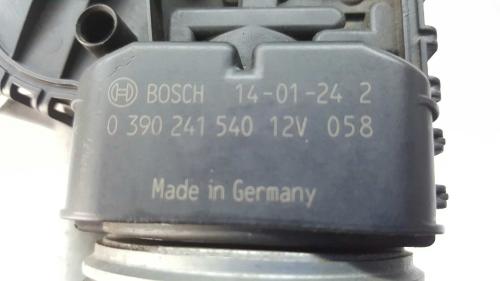 BOSCH 14-01-24 2
0 390 241 540 12V 058
Made in Germany